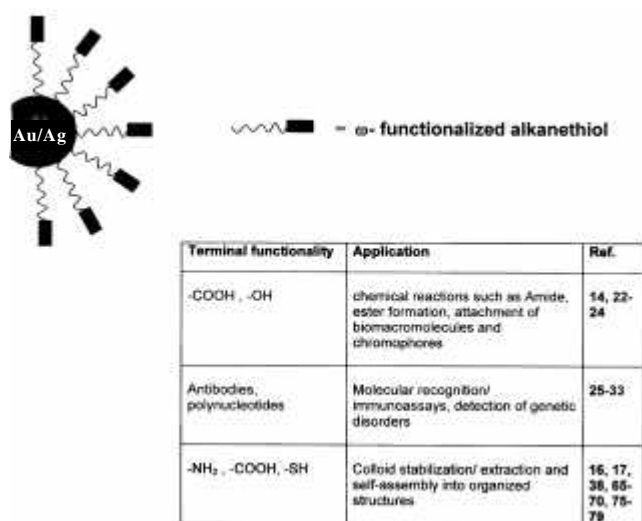 Au/Ag
= ω- functionalized alkanethiol
Terminal functionality Application Ref.
-COOH , -OH chemical reactions such as Amide, 14, 22-
ester formation, attachment of 24
biomacromolecules and
chromophores
Antibodies, Molecular recognition/ 25-33
polynucleotides immunoassays, detection of genetic
disorders
-NH₂ , -COOH, -SH Colloid stabilization/ extraction and 16, 17,
self-assembly into organized 38, 65-
structures 70, 75-
79